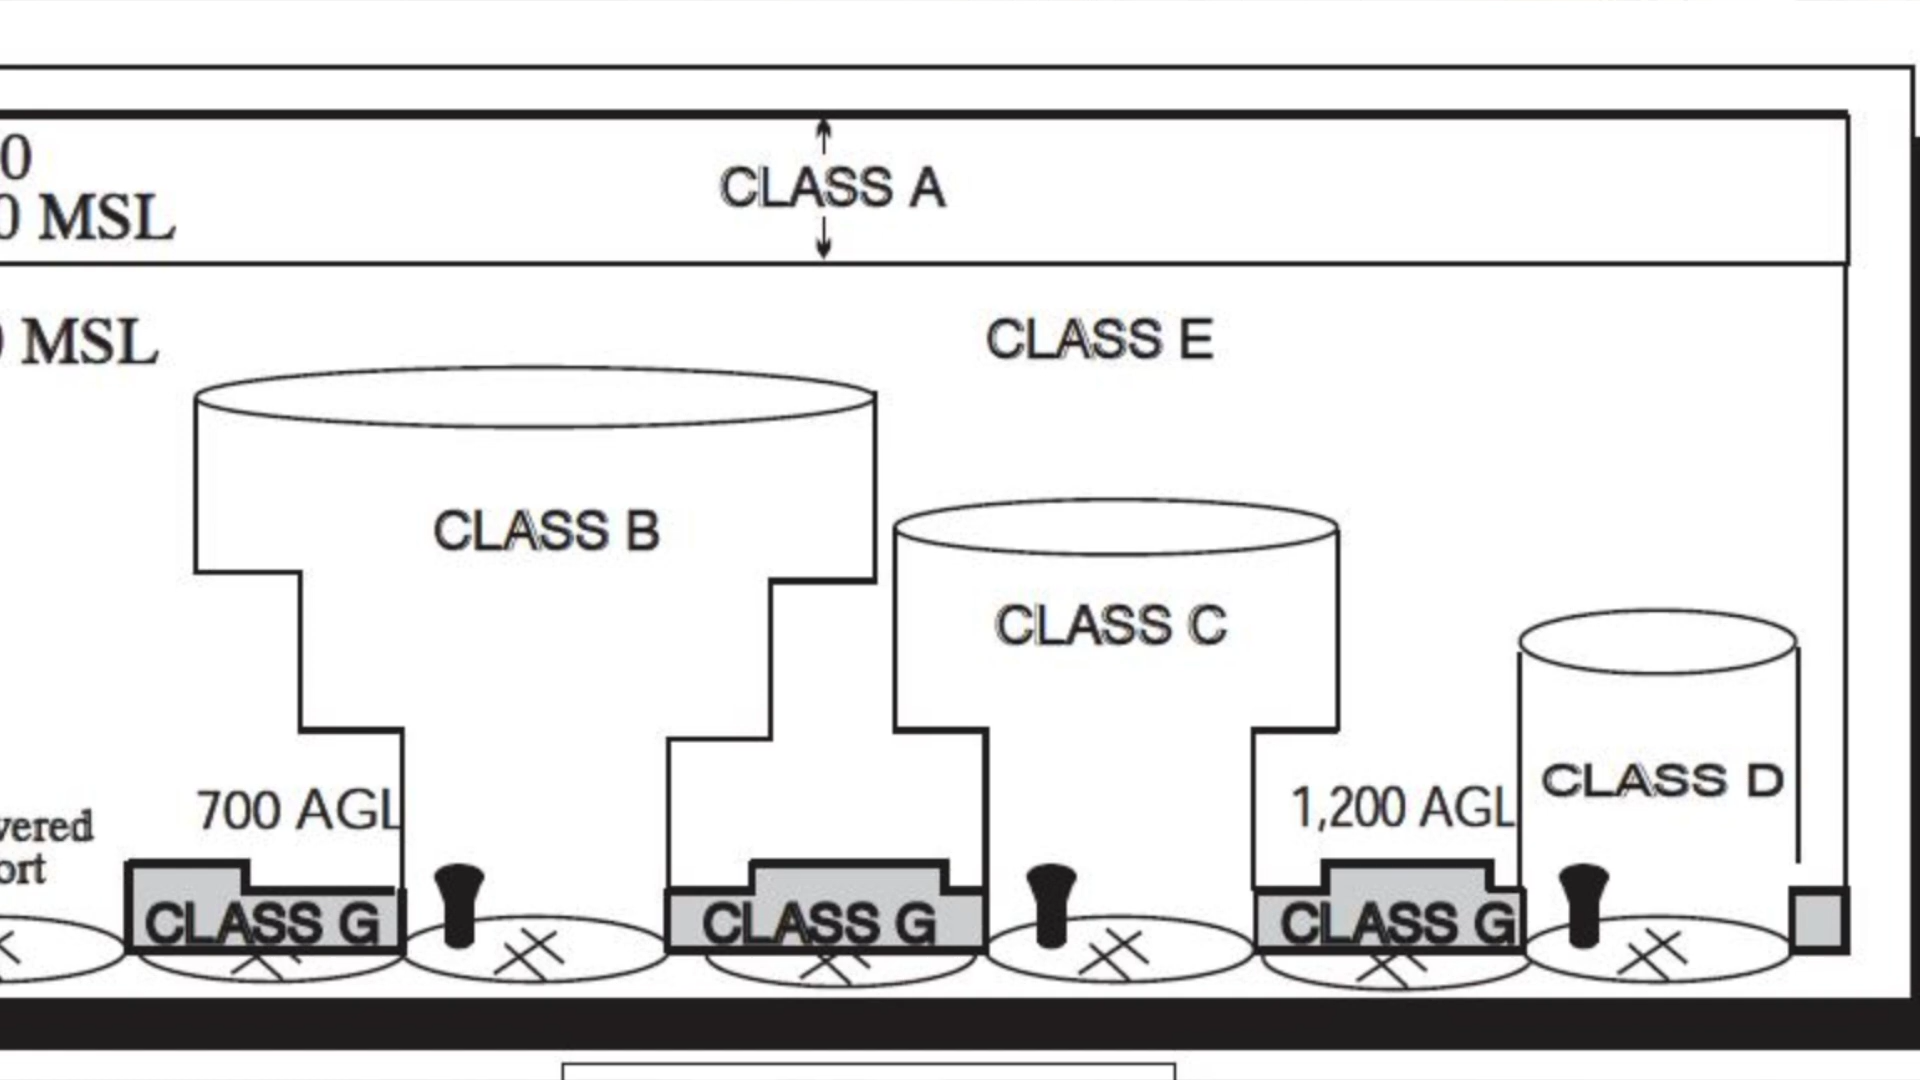 0
0 MSL
CLASS A
MSL
CLASS E
CLASS B
CLASS C
CLASS D
700 AGL
1,200 AGL
vered
ort
CLASS G
CLASS G
CLASS G